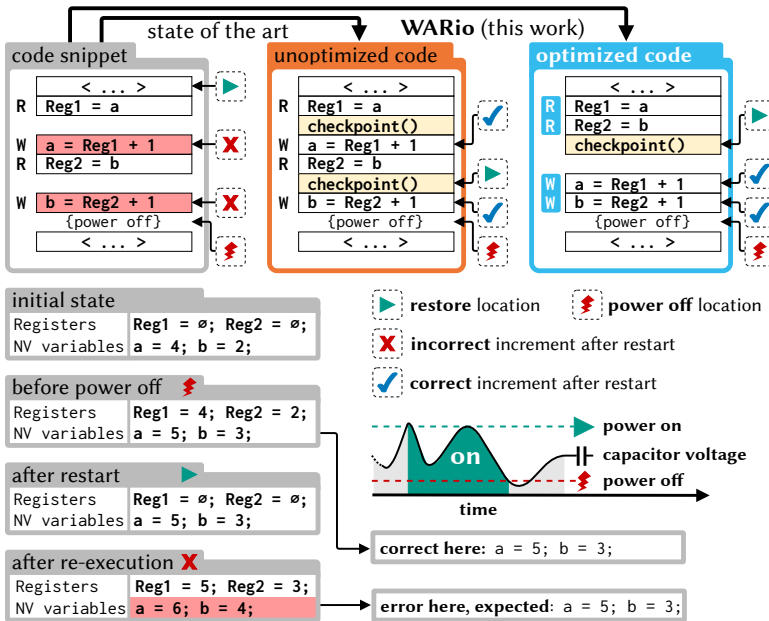 state of the art
WARio (this work)
code snippet
< ... >
R Reg1 = a
W a = Reg1 + 1
R Reg2 = b
W b = Reg2 + 1
{power off}
< ... >
unoptimized code
< ... >
R Reg1 = a
checkpoint()
W a = Reg1 + 1
R Reg2 = b
checkpoint()
W b = Reg2 + 1
{power off}
< ... >
optimized code
< ... >
R Reg1 = a
R Reg2 = b
checkpoint()
W a = Reg1 + 1
W b = Reg2 + 1
{power off}
< ... >
initial state
Registers Reg1 = ∅; Reg2 = ∅;
NV variables a = 4; b = 2;
before power off
Registers Reg1 = 4; Reg2 = 2;
NV variables a = 5; b = 3;
after restart
Registers Reg1 = ∅; Reg2 = ∅;
NV variables a = 5; b = 3;
after re-execution
Registers Reg1 = 5; Reg2 = 3;
NV variables a = 6; b = 4;
restore location
power off location
incorrect increment after restart
correct increment after restart
power on
on
capacitor voltage
power off
time
correct here: a = 5; b = 3;
error here, expected: a = 5; b = 3;